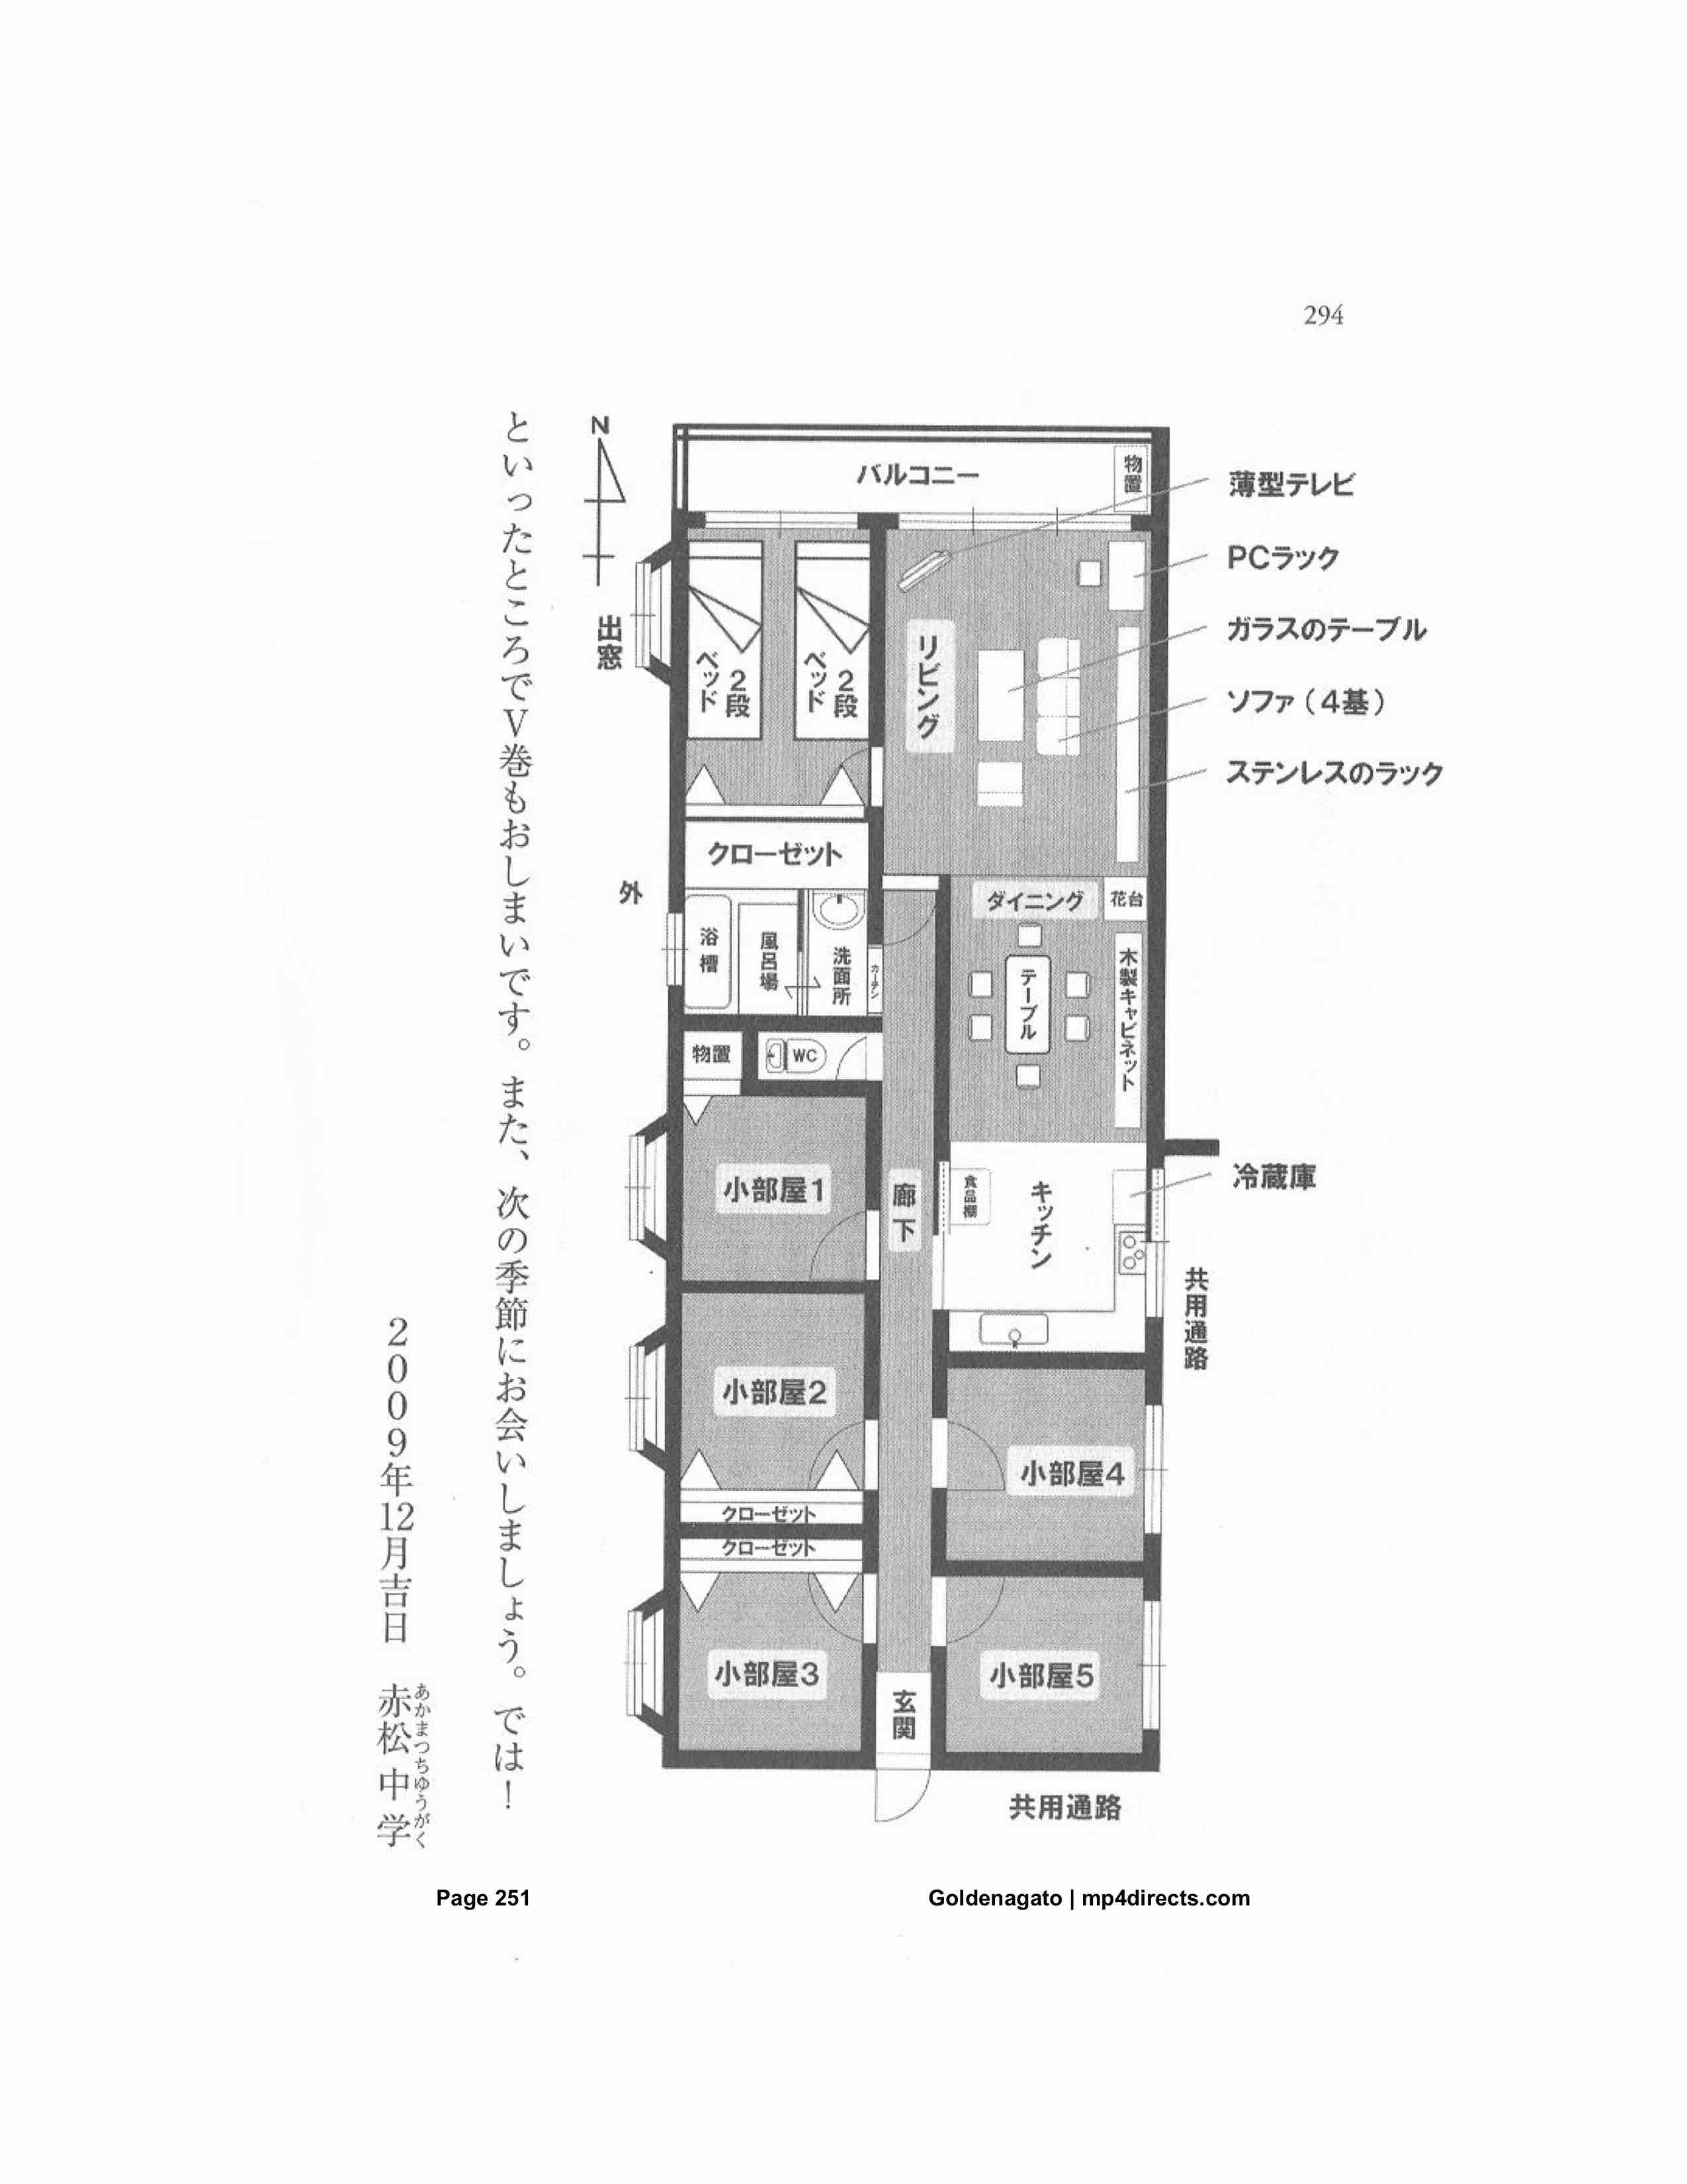 294
バルコニー
物置
薄型テレビ
PCラック
ガラスのテーブル
ソファ（4基）
ステンレスのラック
N
出窓
2段ベッド
2段ベッド
リビング
クローゼット
外
浴槽
風呂場
洗面所
カーテン
ダイニング
花台
テーブル
木製キャビネット
物置
WC
小部屋1
廊下
食品棚
キッチン
冷蔵庫
共用通路
小部屋2
クローゼット
クローゼット
小部屋3
小部屋4
小部屋5
玄関
共用通路
といったところでⅤ巻もおしまいです。また、次の季節にお会いしましょう。では！
2009年12月吉日　赤松中学
あかまつちゅうがく
Page 251
Goldenagato | mp4directs.com